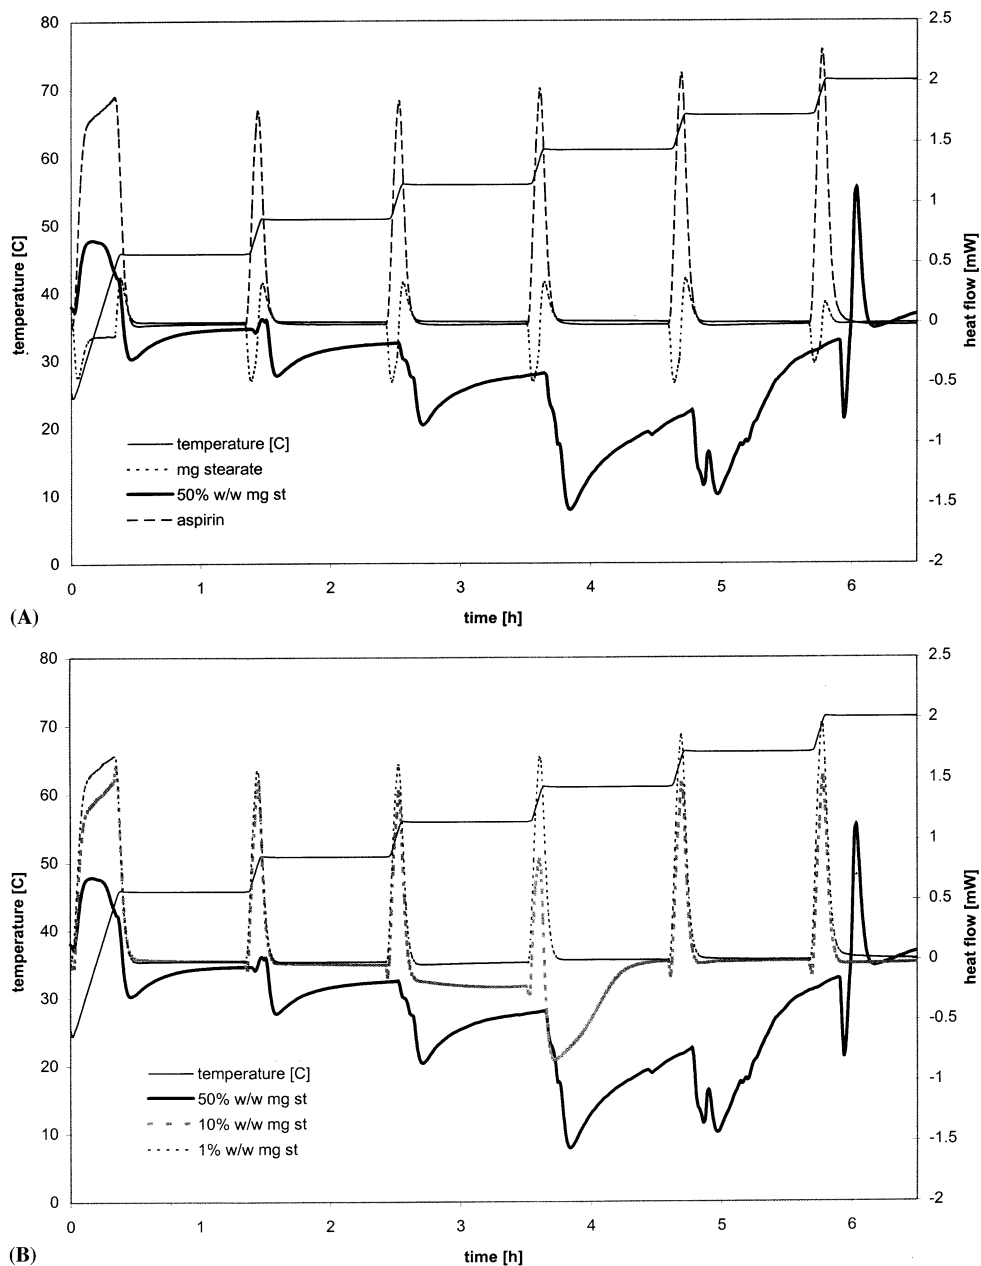 80
70
60
50
40
30
20
10
0
temperature [C]
2.5
2
1.5
1
0.5
0
-0.5
-1
-1.5
-2
heat flow [mW]
temperature [C]
mg stearate
50% w/w mg st
aspirin
0 1 2 3 4 5 6
time [h]
(A)
80
70
60
50
40
30
20
10
0
temperature [C]
2.5
2
1.5
1
0.5
0
-0.5
-1
-1.5
-2
heat flow [mW]
temperature [C]
50% w/w mg st
10% w/w mg st
1% w/w mg st
0 1 2 3 4 5 6
time [h]
(B)